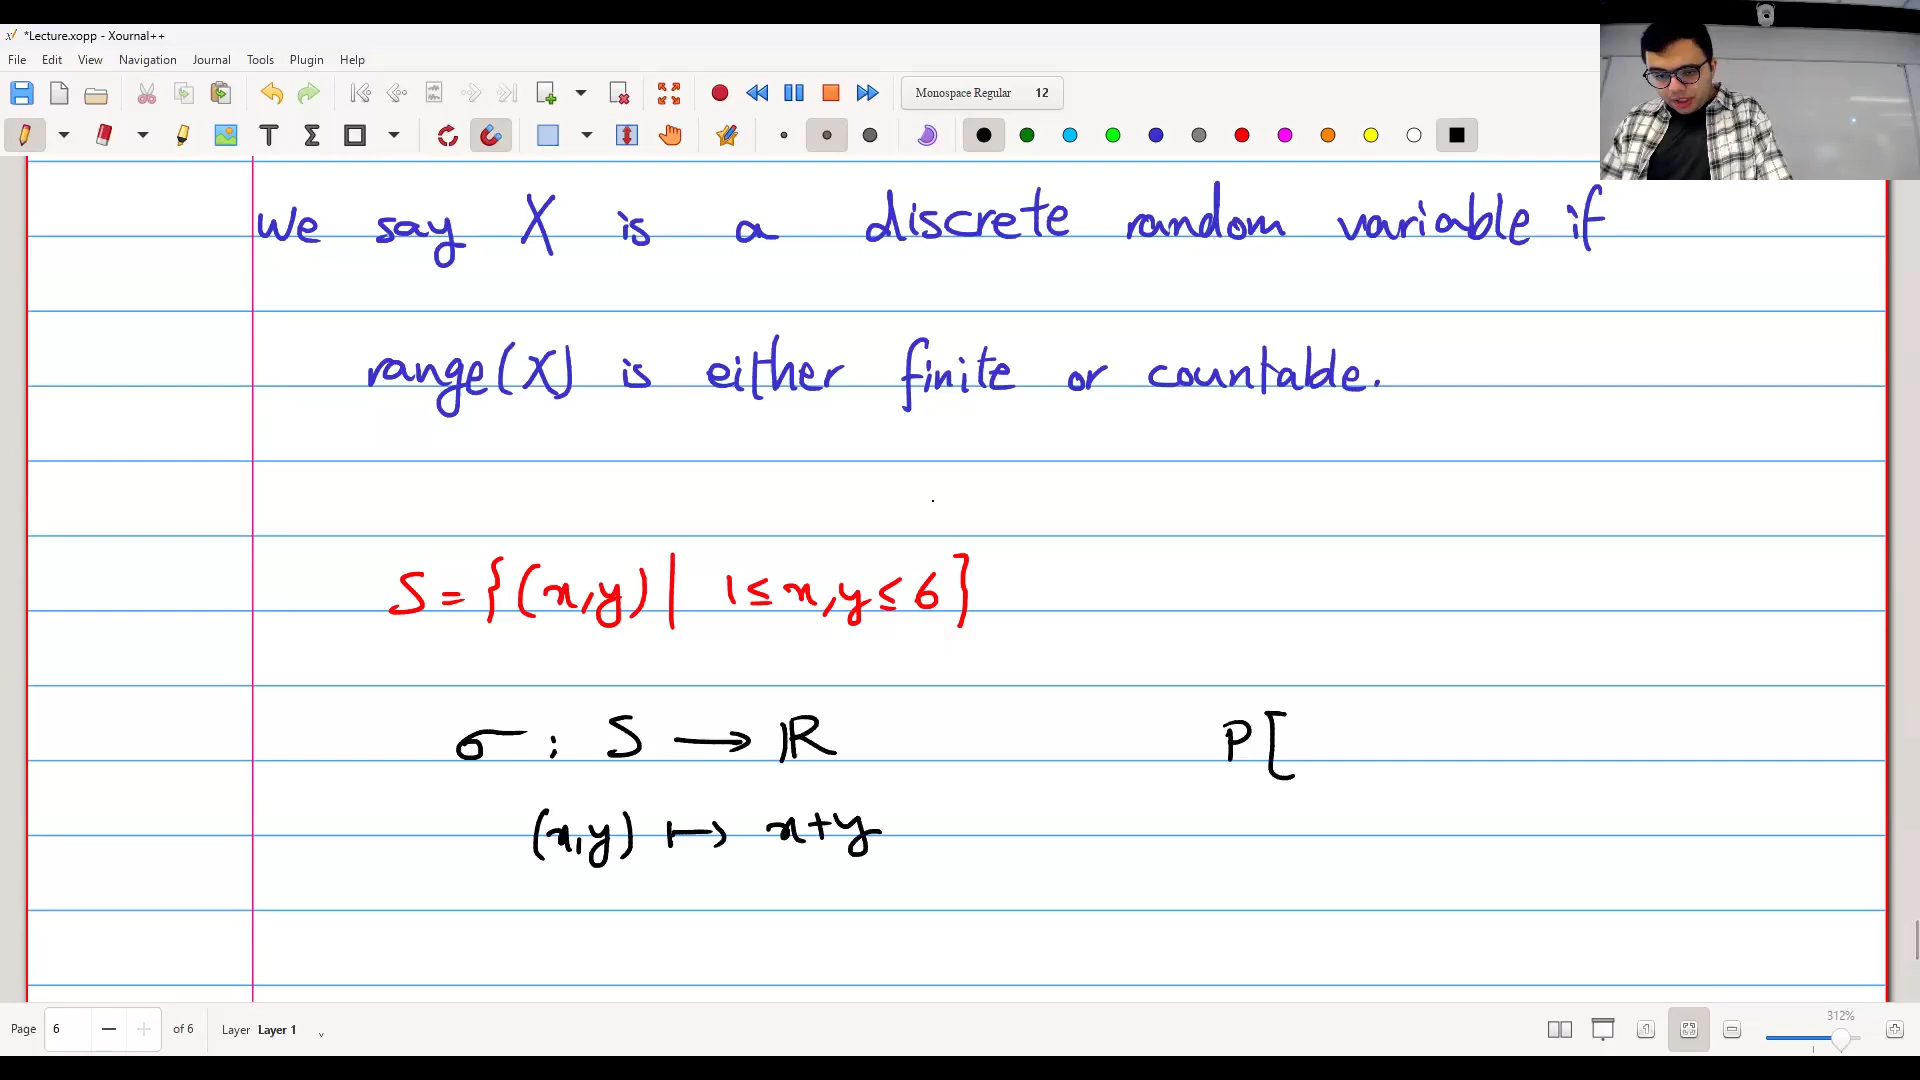 *Lecture.xopp - Xournal++
File Edit View Navigation Journal Tools Plugin Help
Monospace Regular 12
We say X is a discrete random variable if
range(X) is either finite or countable.
S = {(x,y) | 1 ≤ x,y ≤ 6}
σ : S → ℝ P[
(x,y) ↦ x+y
Page 6 of 6 Layer Layer 1 312%